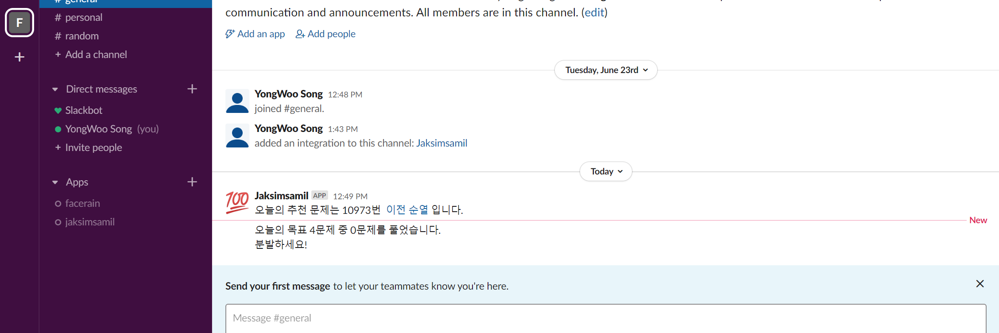 F
# general
# personal
# random
+ Add a channel
Direct messages
Slackbot
YongWoo Song (you)
+ Invite people
Apps
facerain
jaksimsamil
communication and announcements. All members are in this channel. (edit)
Add an app Add people
Tuesday, June 23rd
YongWoo Song 12:48 PM
joined #general.
YongWoo Song 1:43 PM
added an integration to this channel: Jaksimsamil
Today
100
Jaksimsamil APP 12:49 PM
오늘의 추천 문제는 10973번 이전 순열 입니다.
New
오늘의 목표 4문제 중 0문제를 풀었습니다.
분발하세요!
Send your first message to let your teammates know you're here.
Message #general